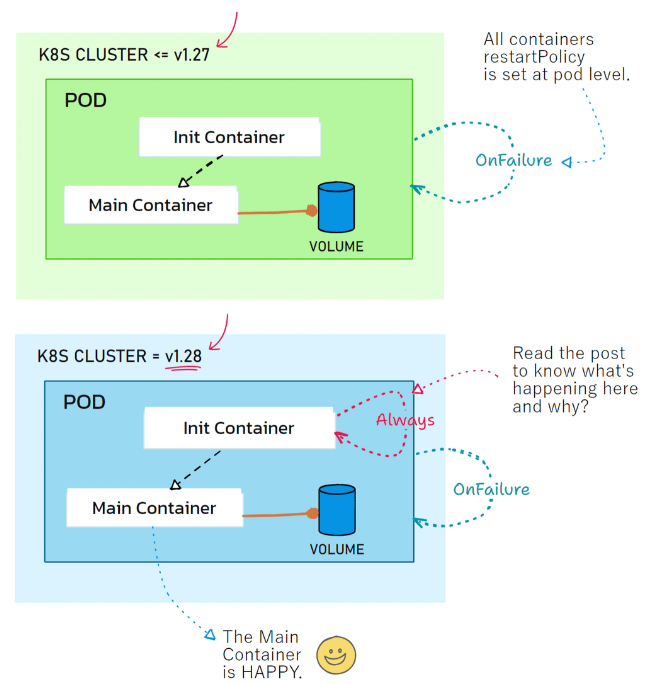 K8S CLUSTER <= v1.27
All containers
restartPolicy
is set at pod level.
POD
Init Container
OnFailure
Main Container
VOLUME
K8S CLUSTER = v1.28
Read the post
to know what's
happening here
and why?
POD
Init Container
Always
OnFailure
Main Container
VOLUME
The Main
Container
is HAPPY.